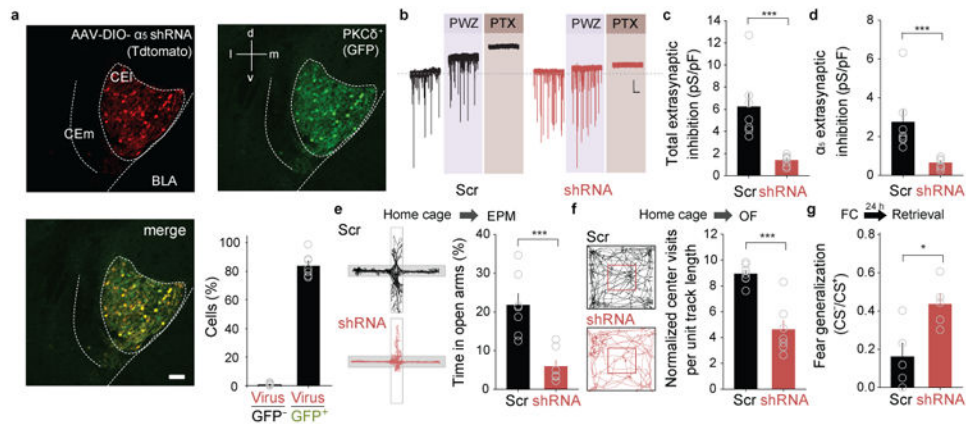 a
AAV-DIO- α₅ shRNA
(Tdtomato)
CEl
CEm
BLA
PKCδ⁺
(GFP)
d
l m
v
merge
Cells (%)
100
80
60
40
20
0
Virus Virus
GFP⁻ GFP⁺
b
PWZ PTX
PWZ PTX
Scr shRNA
c
Total extrasynaptic
inhibition (pS/pF)
14
12
10
8
6
4
2
0
***
Scr shRNA
d
α₅ extrasynaptic
inhibition (pS/pF)
8
6
4
2
0
***
Scr shRNA
e
Home cage EPM
Scr
shRNA
Time in open arms (%)
40
30
20
10
0
***
Scr shRNA
f
Home cage OF
Scr
shRNA
Normalized center visits
per unit track length
12
10
8
6
4
2
0
***
Scr shRNA
g
24 h
FC Retrieval
Fear generalization
(CS⁻/CS⁺)
0.8
0.6
0.4
0.2
0
*
Scr shRNA